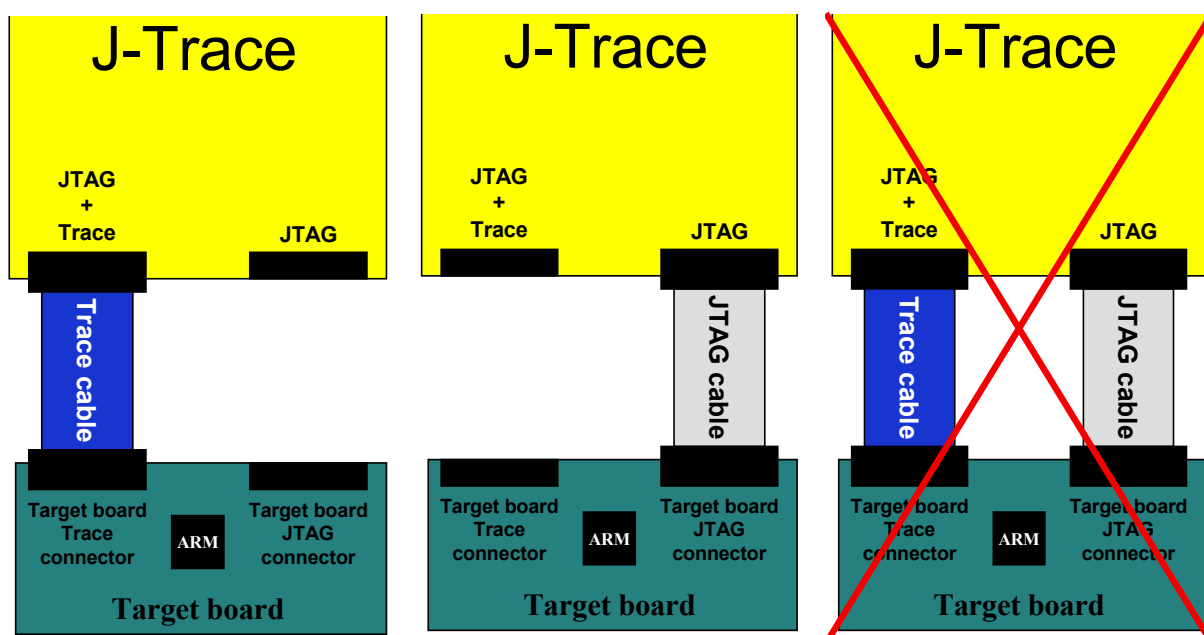 J-Trace
JTAG
+
Trace
JTAG
Trace cable
Target board
Trace
connector
ARM
Target board
JTAG
connector
Target board
J-Trace
JTAG
+
Trace
JTAG
JTAG cable
Target board
Trace
connector
ARM
Target board
JTAG
connector
Target board
J-Trace
JTAG
+
Trace
JTAG
Trace cable
JTAG cable
Target board
Trace
connector
ARM
Target board
JTAG
connector
Target board